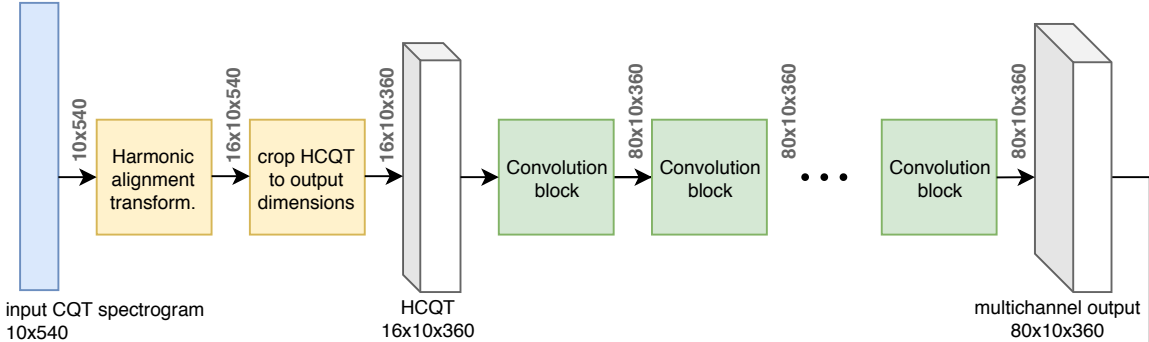 10x540
Harmonic
alignment
transform.
16x10x540
crop HCQT
to output
dimensions
16x10x360
Convolution
block
80x10x360
Convolution
block
80x10x360
• • •
Convolution
block
80x10x360
input CQT spectrogram
10x540
HCQT
16x10x360
multichannel output
80x10x360